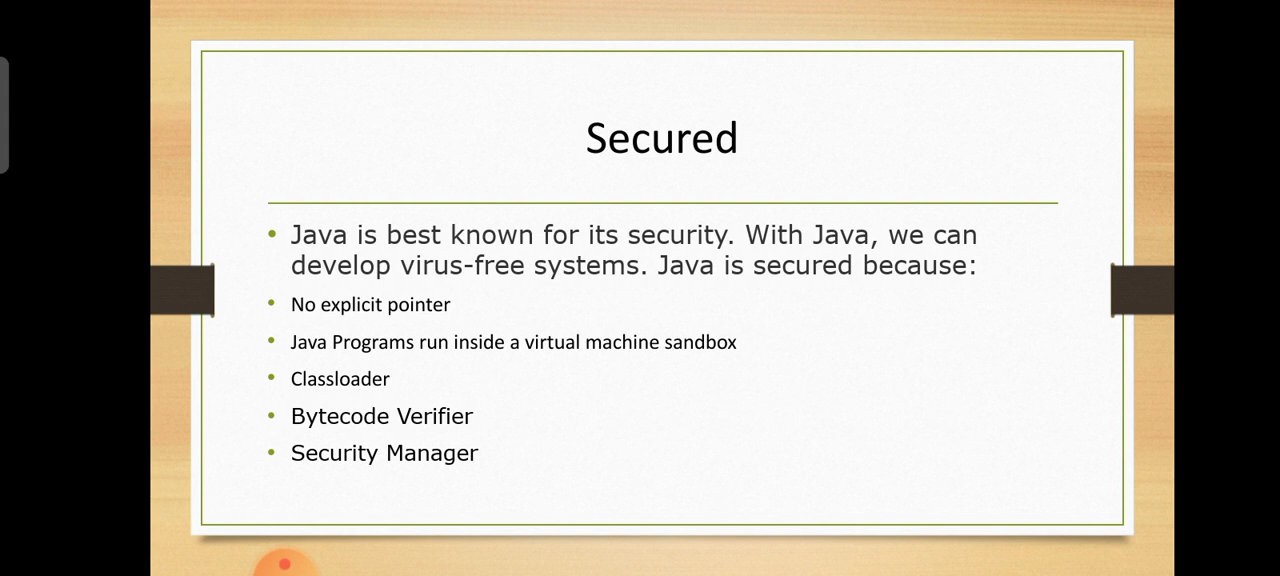 Secured
Java is best known for its security. With Java, we can
develop virus-free systems. Java is secured because:
No explicit pointer
Java Programs run inside a virtual machine sandbox
Classloader
Bytecode Verifier
Security Manager